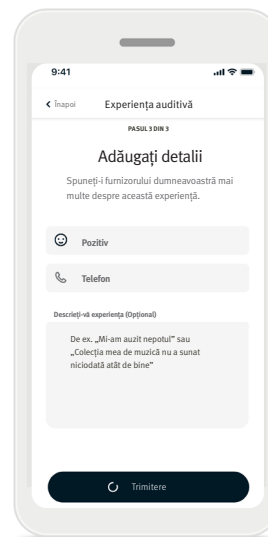 9:41
Înapoi Experiența auditivă
PASUL 3 DIN 3
Adăugați detalii
Spuneți-i furnizorului dumneavoastră mai
multe despre această experiență.
Pozitiv
Telefon
Descrieți-vă experiența (Opțional)
De ex. „Mi-am auzit nepotul” sau
„Colecția mea de muzică nu a sunat
niciodată atât de bine”
Trimitere